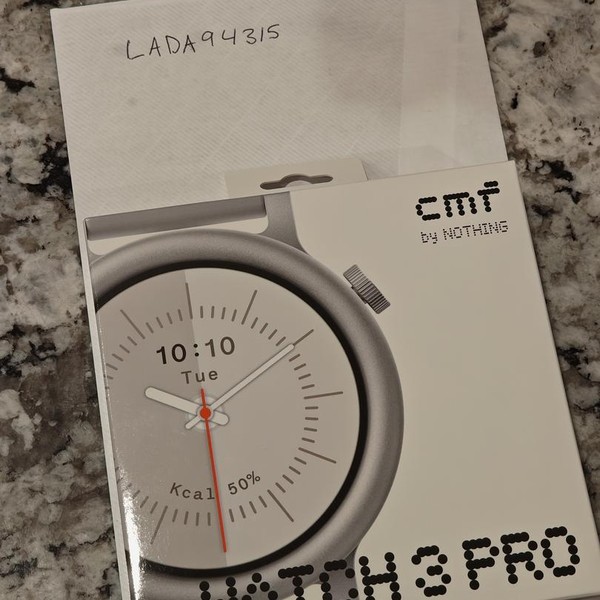 LADA94315
cmf
by NOTHING
10:10
Tue
Kcal 50%
WATCH 3 PRO